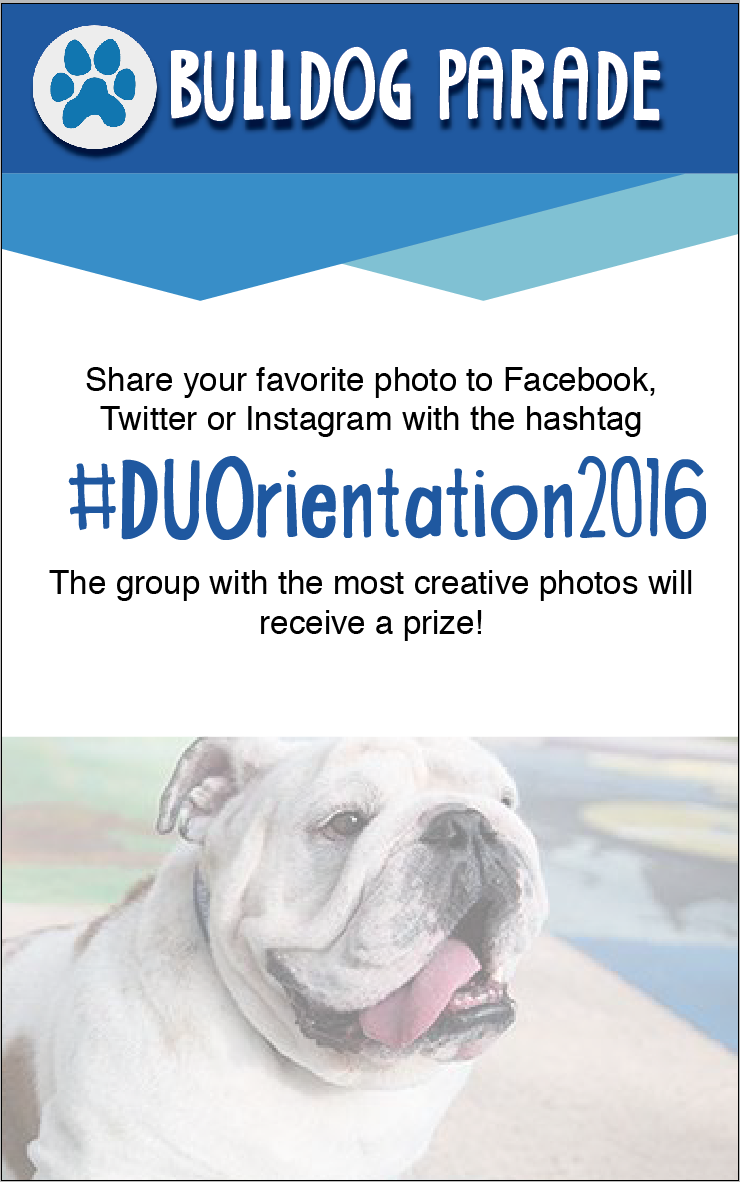 BULLDOG PARADE
Share your favorite photo to Facebook,
Twitter or Instagram with the hashtag
#DUOrientation2016
The group with the most creative photos will
receive a prize!